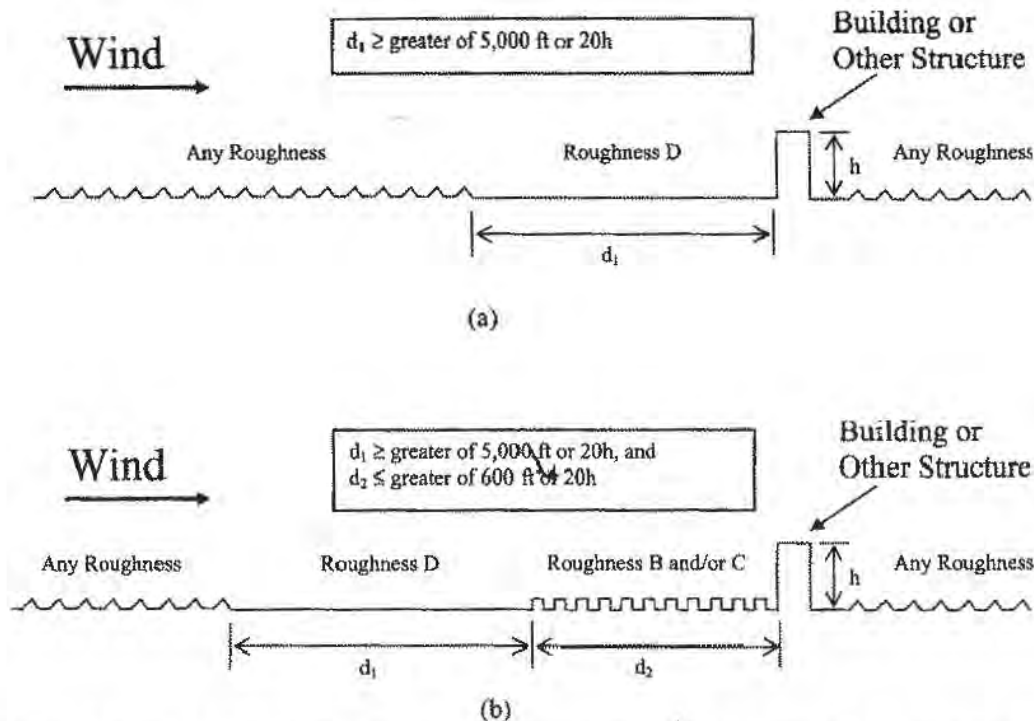 Wind
d₁ ≥ greater of 5,000 ft or 20h
Building or
Other Structure
Any Roughness
Roughness D
h
Any Roughness
d₁
(a)
Wind
d₁ ≥ greater of 5,000 ft or 20h, and
d₂ ≤ greater of 600 ft or 20h
Building or
Other Structure
Any Roughness
Roughness D
Roughness B and/or C
h
Any Roughness
d₁
d₂
(b)